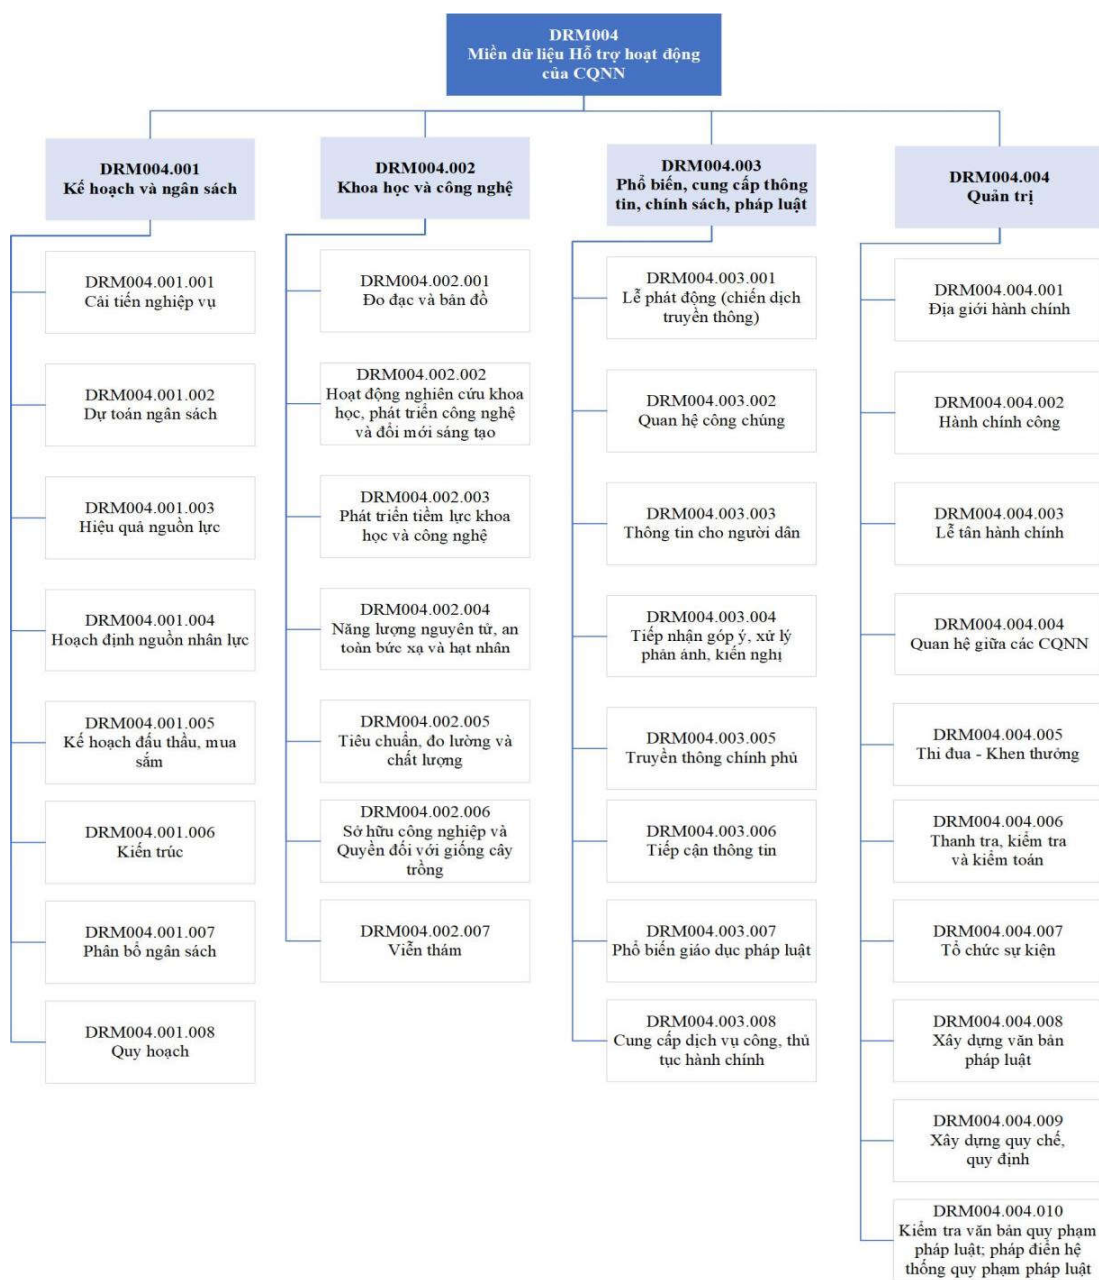 DRM004
Miền dữ liệu Hỗ trợ hoạt động
của CQNN
DRM004.001
Kế hoạch và ngân sách
DRM004.001.001
Cải tiến nghiệp vụ
DRM004.001.002
Dự toán ngân sách
DRM004.001.003
Hiệu quả nguồn lực
DRM004.001.004
Hoạch định nguồn nhân lực
DRM004.001.005
Kế hoạch đấu thầu, mua
sắm
DRM004.001.006
Kiến trúc
DRM004.001.007
Phân bổ ngân sách
DRM004.001.008
Quy hoạch
DRM004.002
Khoa học và công nghệ
DRM004.002.001
Đo đạc và bản đồ
DRM004.002.002
Hoạt động nghiên cứu khoa
học, phát triển công nghệ
và đổi mới sáng tạo
DRM004.002.003
Phát triển tiềm lực khoa
học và công nghệ
DRM004.002.004
Năng lượng nguyên tử, an
toàn bức xạ và hạt nhân
DRM004.002.005
Tiêu chuẩn, đo lường và
chất lượng
DRM004.002.006
Sở hữu công nghiệp và
Quyền đối với giống cây
trồng
DRM004.002.007
Viễn thám
DRM004.003
Phổ biến, cung cấp thông
tin, chính sách, pháp luật
DRM004.003.001
Lễ phát động (chiến dịch
truyền thông)
DRM004.003.002
Quan hệ công chúng
DRM004.003.003
Thông tin cho người dân
DRM004.003.004
Tiếp nhận góp ý, xử lý
phản ánh, kiến nghị
DRM004.003.005
Truyền thông chính phủ
DRM004.003.006
Tiếp cận thông tin
DRM004.003.007
Phổ biến giáo dục pháp luật
DRM004.003.008
Cung cấp dịch vụ công, thủ
tục hành chính
DRM004.004
Quản trị
DRM004.004.001
Địa giới hành chính
DRM004.004.002
Hành chính công
DRM004.004.003
Lễ tân hành chính
DRM004.004.004
Quan hệ giữa các CQNN
DRM004.004.005
Thi đua - Khen thưởng
DRM004.004.006
Thanh tra, kiểm tra
và kiểm toán
DRM004.004.007
Tổ chức sự kiện
DRM004.004.008
Xây dựng văn bản
pháp luật
DRM004.004.009
Xây dựng quy chế,
quy định
DRM004.004.010
Kiểm tra văn bản quy phạm
pháp luật; pháp điển hệ
thống quy phạm pháp luật